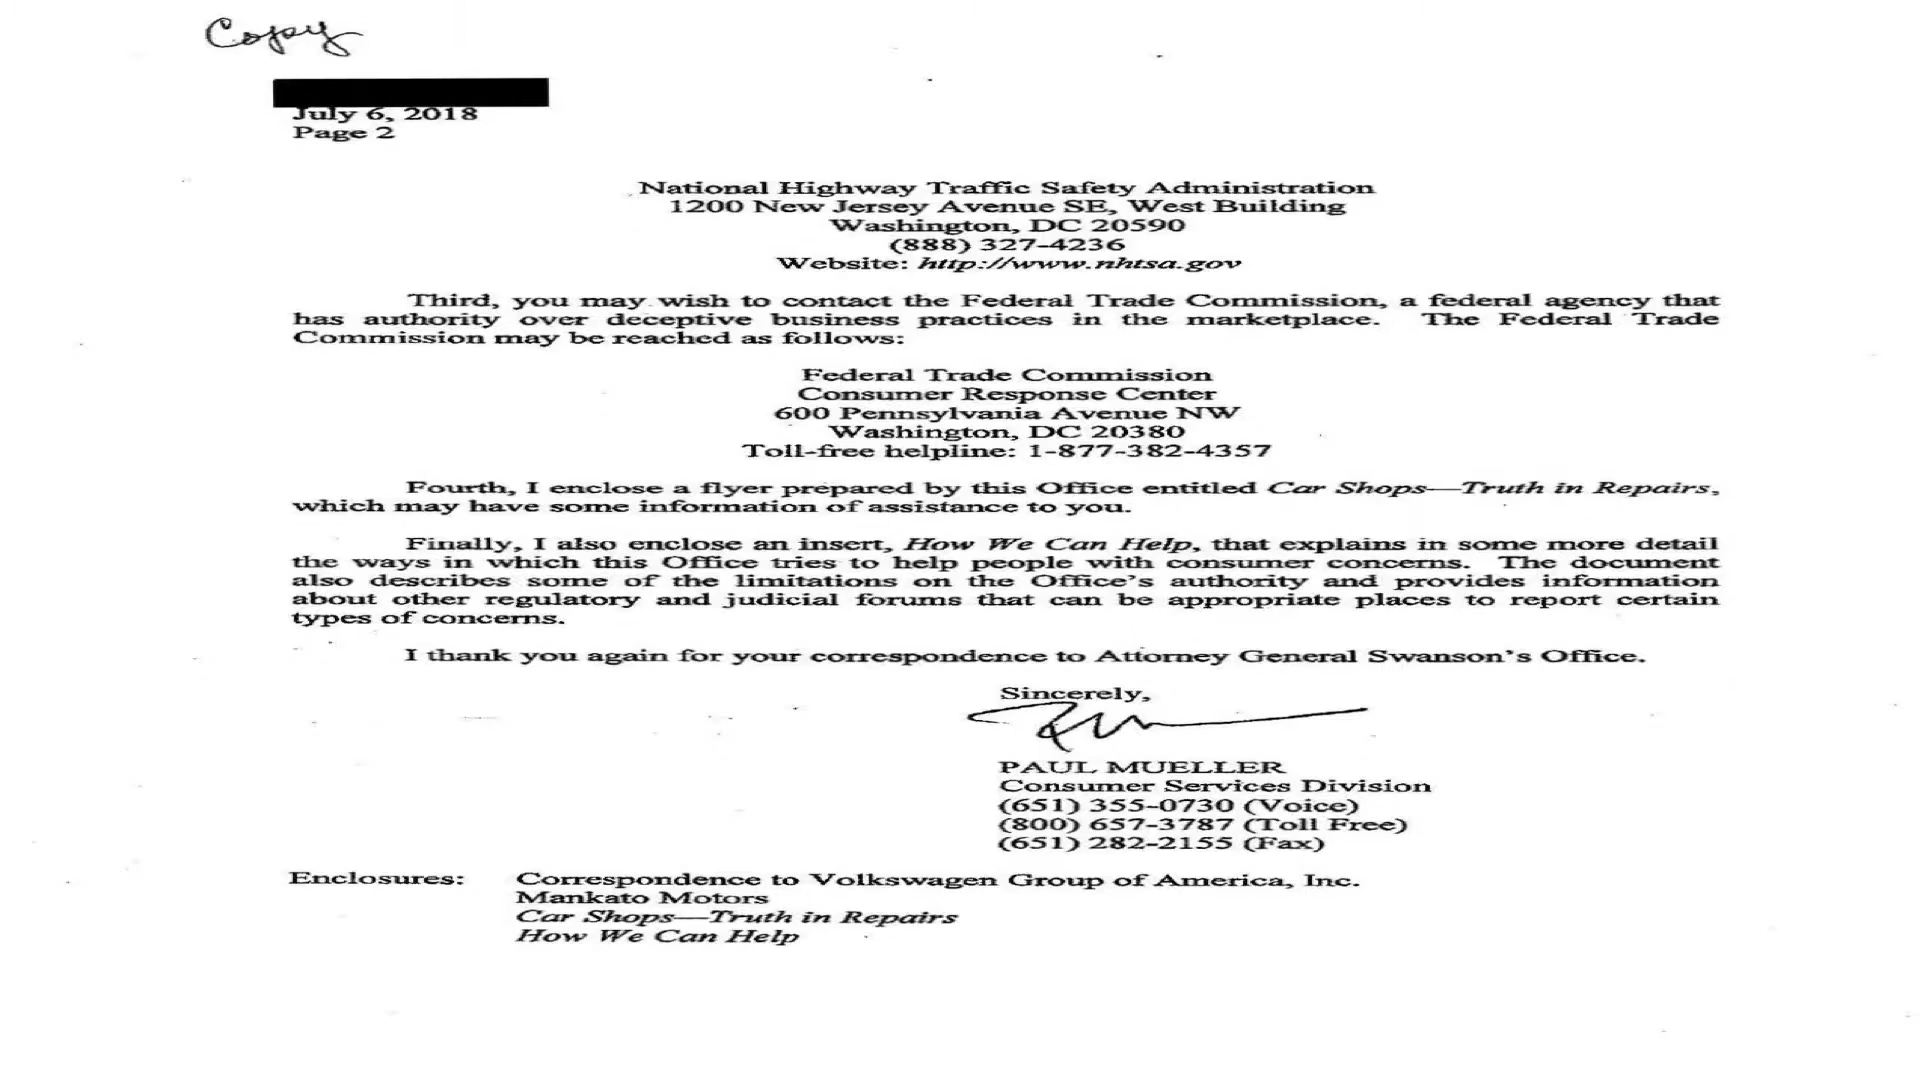 Copy
July 6, 2018
Page 2
National Highway Traffic Safety Administration
1200 New Jersey Avenue SE, West Building
Washington, DC 20590
(888) 327-4236
Website: http://www.nhtsa.gov
Third, you may wish to contact the Federal Trade Commission, a federal agency that
has authority over deceptive business practices in the marketplace. The Federal Trade
Commission may be reached as follows:
Federal Trade Commission
Consumer Response Center
600 Pennsylvania Avenue NW
Washington, DC 20380
Toll-free helpline: 1-877-382-4357
Fourth, I enclose a flyer prepared by this Office entitled Car Shops—Truth in Repairs,
which may have some information of assistance to you.
Finally, I also enclose an insert, How We Can Help, that explains in some more detail
the ways in which this Office tries to help people with consumer concerns. The document
also describes some of the limitations on the Office's authority and provides information
about other regulatory and judicial forums that can be appropriate places to report certain
types of concerns.
I thank you again for your correspondence to Attorney General Swanson's Office.
Sincerely,
PAUL MUELLER
Consumer Services Division
(651) 355-0730 (Voice)
(800) 657-3787 (Toll Free)
(651) 282-2155 (Fax)
Enclosures: Correspondence to Volkswagen Group of America, Inc.
Mankato Motors
Car Shops—Truth in Repairs
How We Can Help